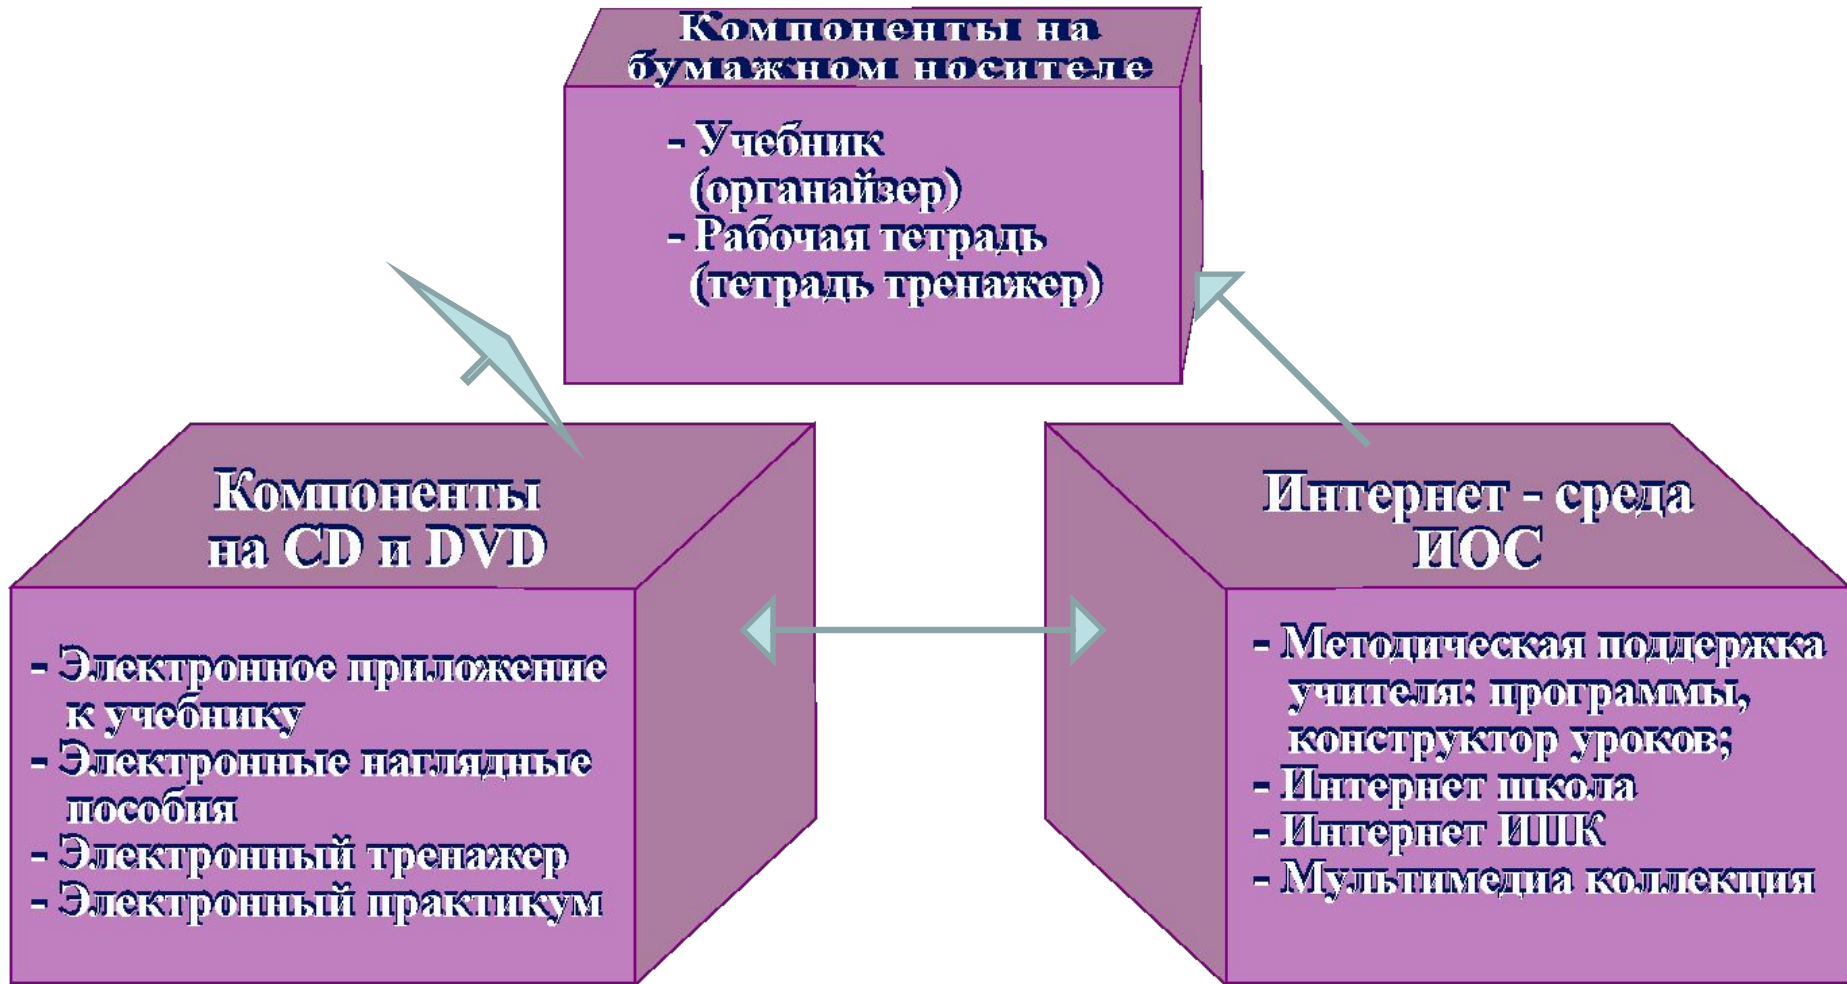 Компоненты на
бумажном носителе
- Учебник
(органайзер)
- Рабочая тетрадь
(тетрадь тренажер)
Компоненты
на CD и DVD
- Электронное приложение
к учебнику
- Электронные наглядные
пособия
- Электронный тренажер
- Электронный практикум
Интернет - среда
ИОС
- Методическая поддержка
учителя: программы,
конструктор уроков;
- Интернет школа
- Интернет ИПК
- Мультимедиа коллекция